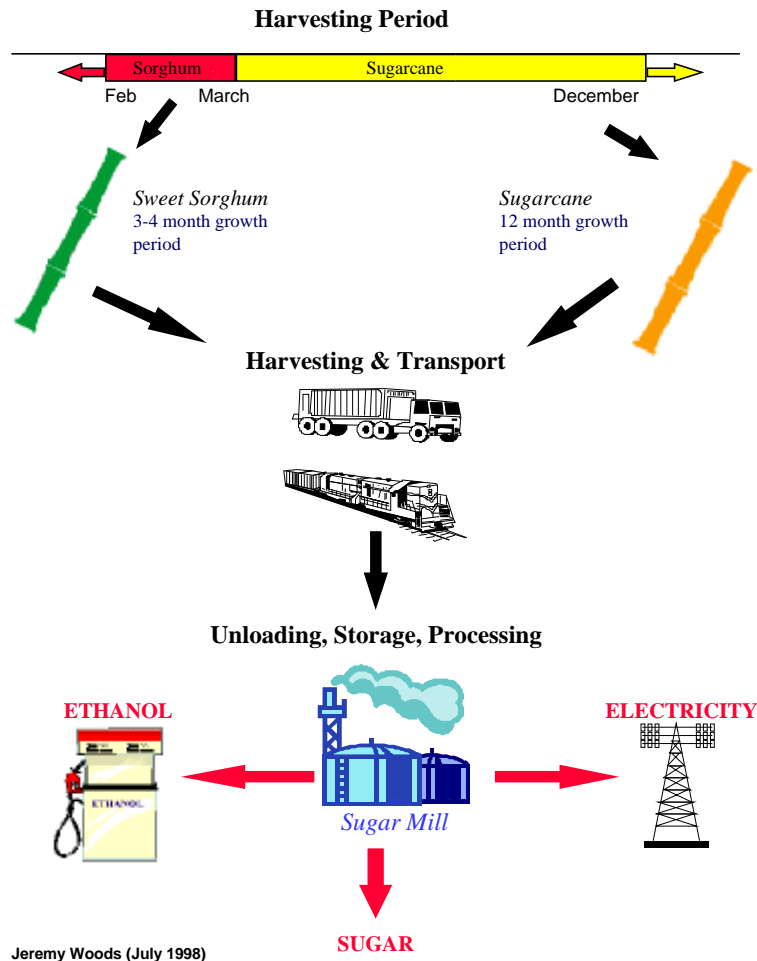 Harvesting Period
Sorghum
Sugarcane
Feb
March
December
Sweet Sorghum
3-4 month growth
period
Sugarcane
12 month growth
period
Harvesting & Transport
Unloading, Storage, Processing
ETHANOL
ELECTRICITY
ETHANOL
Sugar Mill
SUGAR
Jeremy Woods (July 1998)